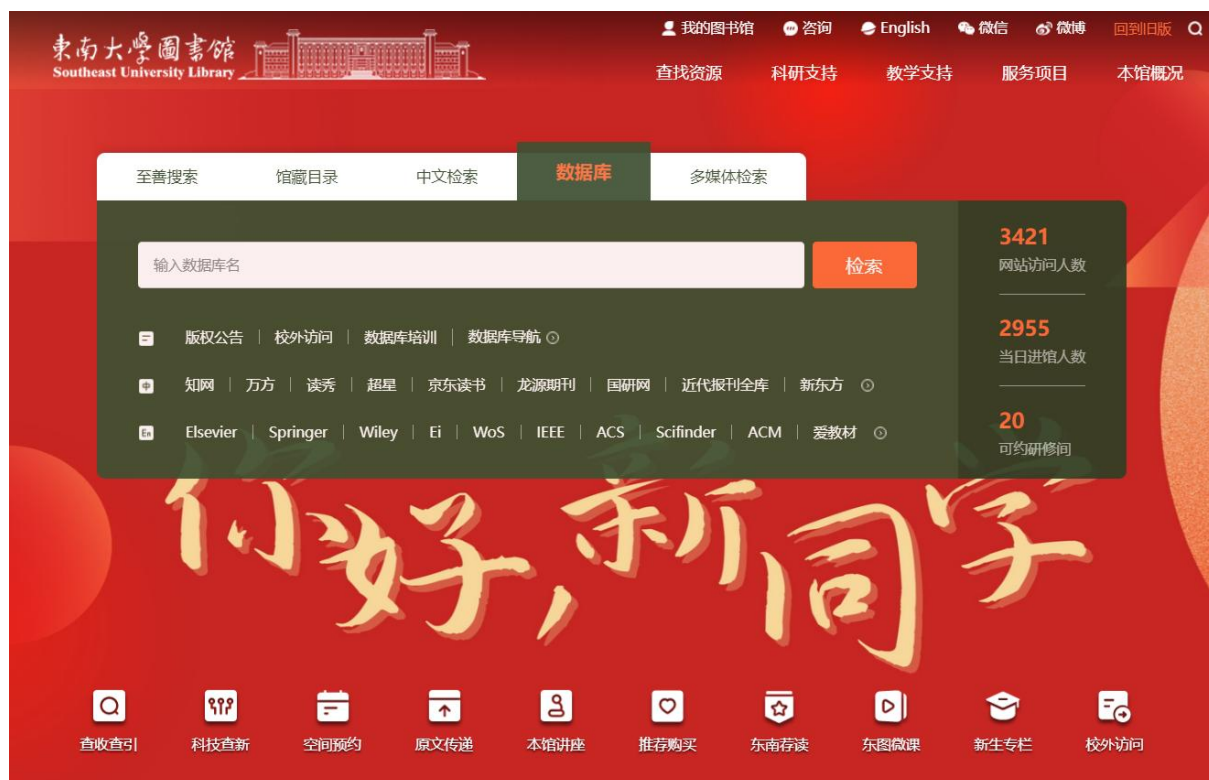 東南大學圖書館
Southeast University Library
我的图书馆 咨询 English 微信 微博 回到旧版
查找资源 科研支持 教学支持 服务项目 本馆概况
至善搜索 馆藏目录 中文检索 数据库 多媒体检索
输入数据库名 检索
3421
网站访问人数
版权公告 | 校外访问 | 数据库培训 | 数据库导航
2955
当日进馆人数
中 知网 | 万方 | 读秀 | 超星 | 京东读书 | 龙源期刊 | 国研网 | 近代报刊全库 | 新东方
En Elsevier | Springer | Wiley | Ei | WoS | IEEE | ACS | Scifinder | ACM | 爱教材
20
可约研修间
你好,新同学
查收查引 科技查新 空间预约 原文传递 本馆讲座 推荐购买 东南荐读 东图微课 新生专栏 校外访问